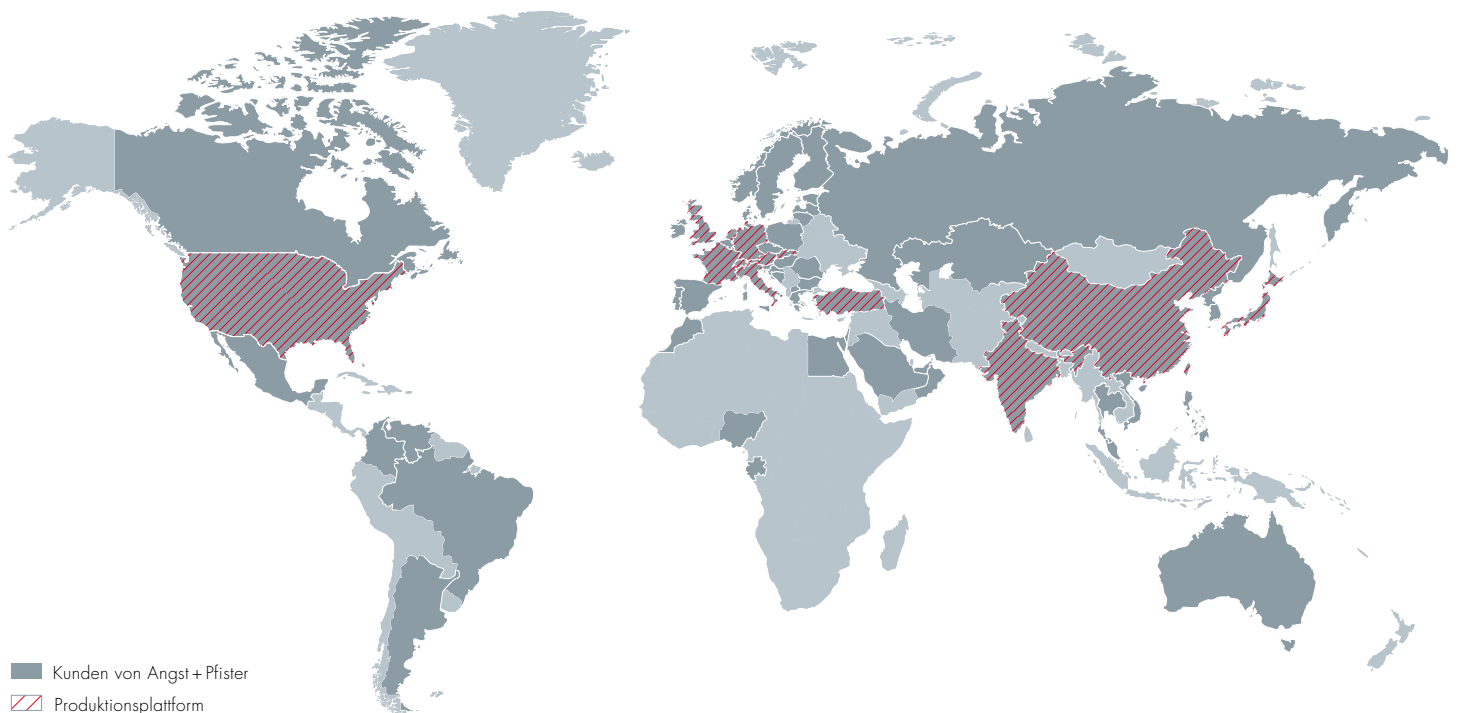 Kunden von Angst + Pfister
Produktionsplattform